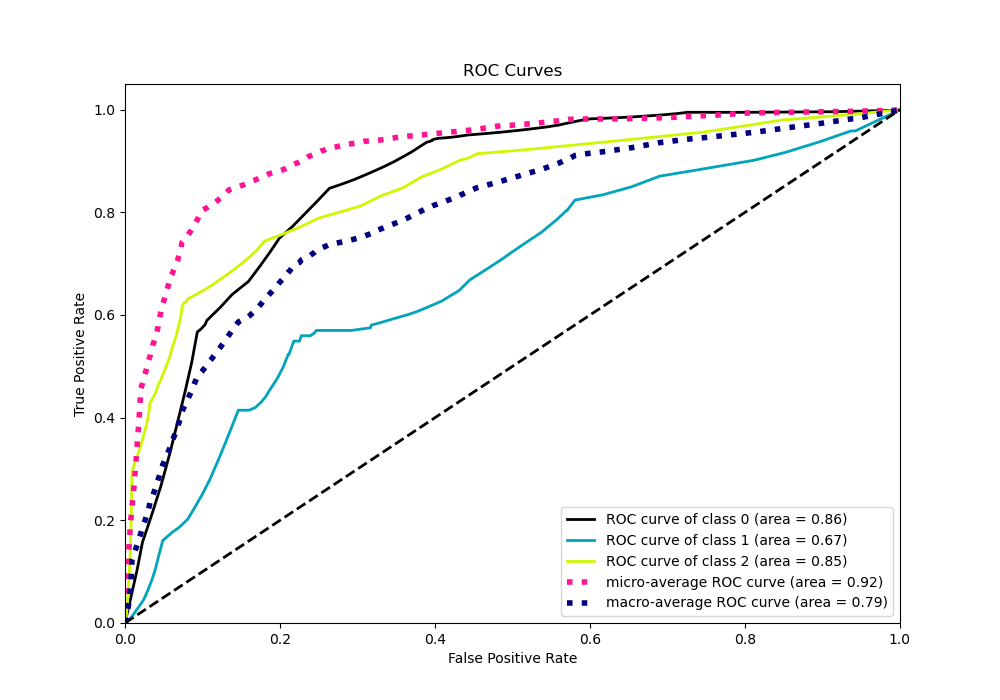 ROC Curves
True Positive Rate
1.0
0.8
0.6
0.4
0.2
0.0
0.0 0.2 0.4 0.6 0.8 1.0
False Positive Rate
ROC curve of class 0 (area = 0.86)
ROC curve of class 1 (area = 0.67)
ROC curve of class 2 (area = 0.85)
micro-average ROC curve (area = 0.92)
macro-average ROC curve (area = 0.79)